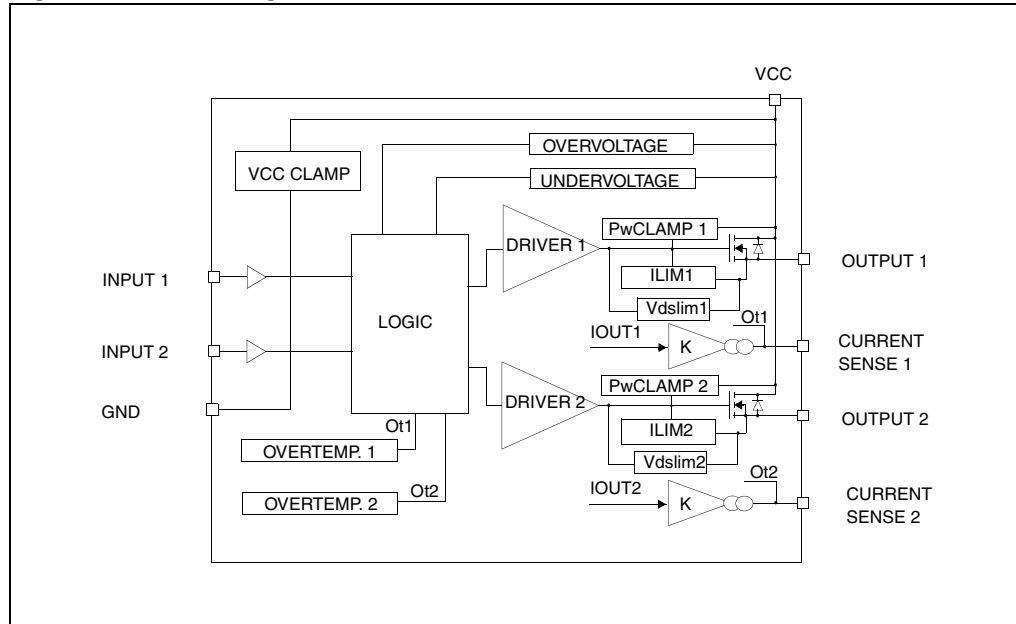 VCC
OVERVOLTAGE
VCC CLAMP
UNDERVOLTAGE
PwCLAMP 1
DRIVER 1
OUTPUT 1
INPUT 1
ILIM1
Vdslim1
LOGIC
Ot1
IOUT1
K
CURRENT
SENSE 1
INPUT 2
PwCLAMP 2
DRIVER 2
GND
OUTPUT 2
Ot1
ILIM2
OVERTEMP. 1
Vdslim2
Ot2
Ot2
IOUT2
OVERTEMP. 2
K
CURRENT
SENSE 2